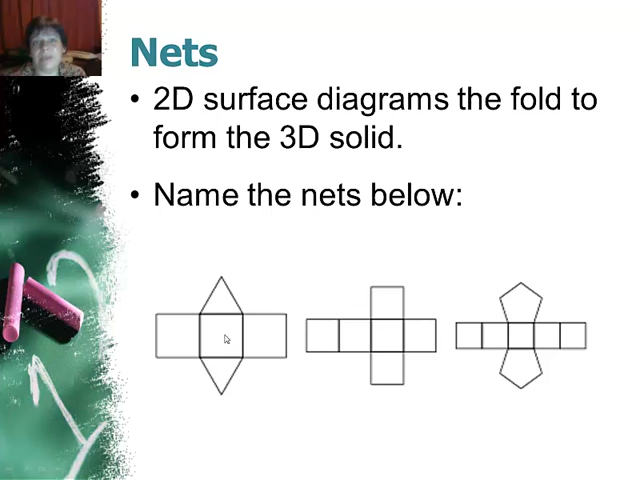 Nets
• 2D surface diagrams the fold to
form the 3D solid.
• Name the nets below: